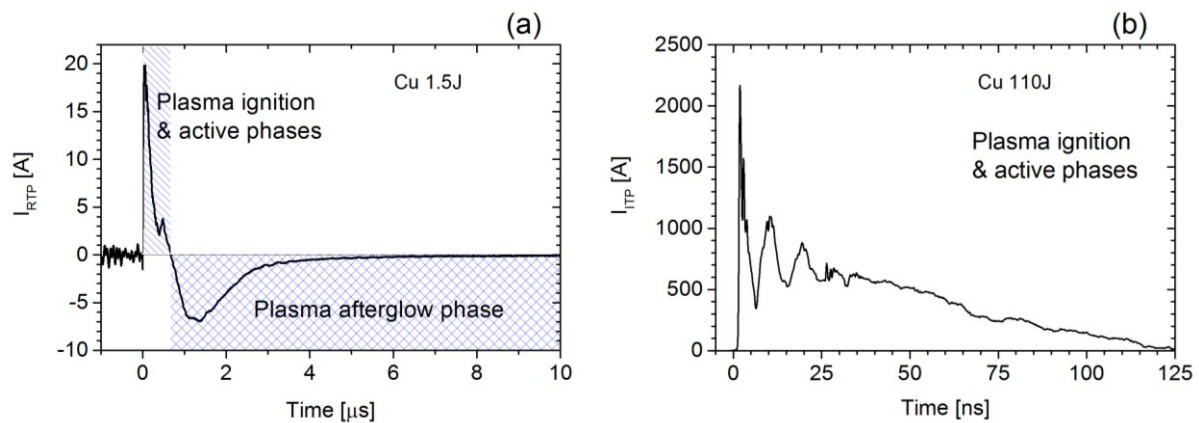 (a)
Cu 1.5J
Plasma ignition
& active phases
Plasma afterglow phase
I_RTP [A]
20
15
10
5
0
-5
-10
0
2
4
6
8
10
Time [μs]
(b)
Cu 110J
Plasma ignition
& active phases
I_ITP [A]
2500
2000
1500
1000
500
0
0
25
50
75
100
125
Time [ns]